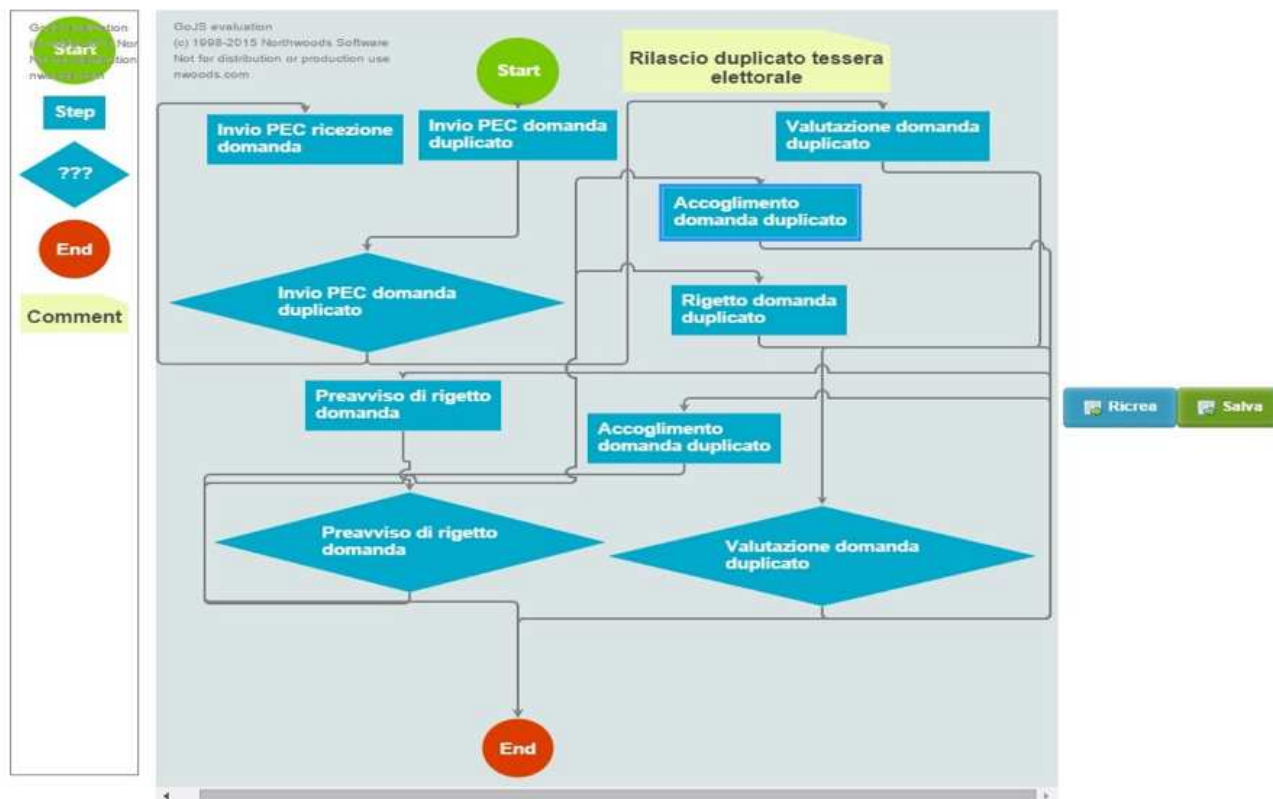 Start
Step
???
End
Comment
GoJS evaluation
(c) 1998-2015 Northwoods Software
Not for distribution or production use
nwoods.com
Start
Rilascio duplicato tessera
elettorale
Invio PEC ricezione
domanda
Invio PEC domanda
duplicato
Valutazione domanda
duplicato
Accoglimento
domanda duplicato
Invio PEC domanda
duplicato
Rigetto domanda
duplicato
Preavviso di rigetto
domanda
Accoglimento
domanda duplicato
Ricrea
Salva
Preavviso di rigetto
domanda
Valutazione domanda
duplicato
End